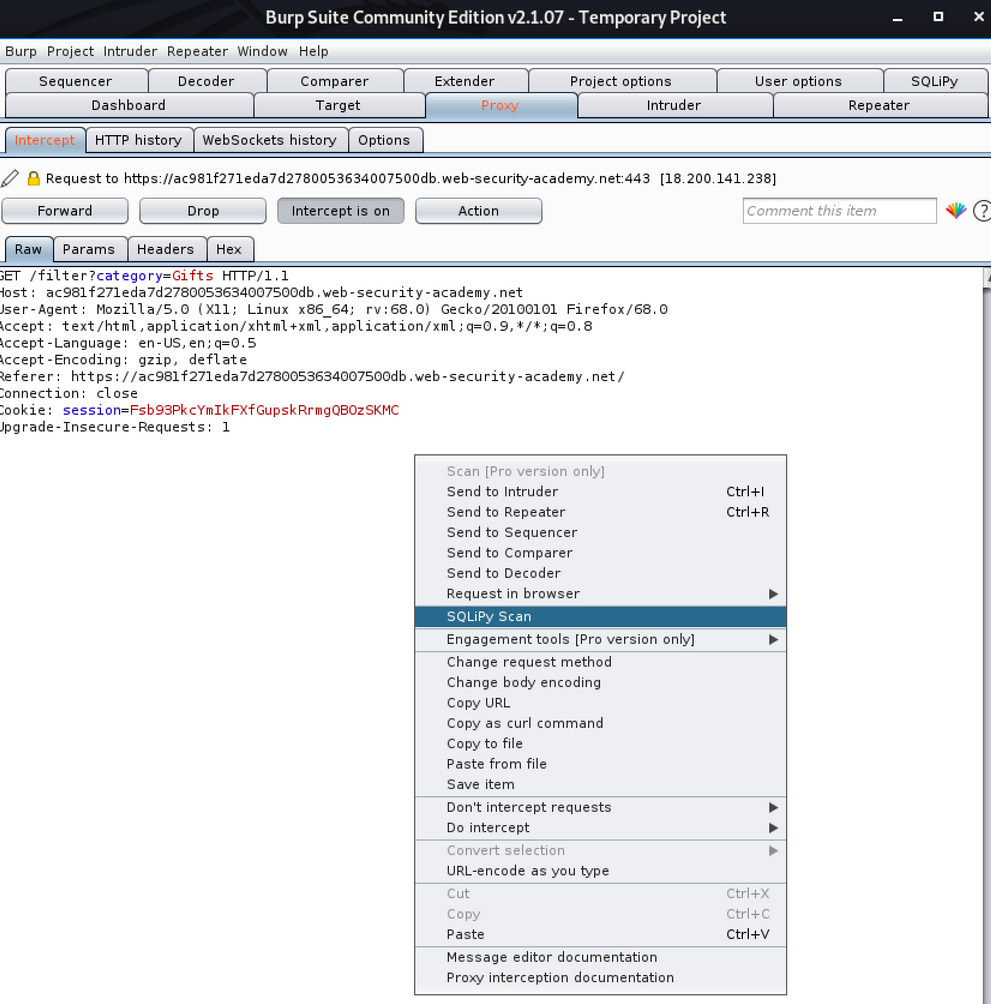 Burp Suite Community Edition v2.1.07 - Temporary Project
Burp Project Intruder Repeater Window Help
Sequencer Decoder Comparer Extender Project options User options SQLiPy
Dashboard Target Proxy Intruder Repeater
Intercept HTTP history WebSockets history Options
Request to https://ac981f271eda7d2780053634007500db.web-security-academy.net:443 [18.200.141.238]
Forward Drop Intercept is on Action Comment this item ?
Raw Params Headers Hex
GET /filter?category=Gifts HTTP/1.1
Host: ac981f271eda7d2780053634007500db.web-security-academy.net
User-Agent: Mozilla/5.0 (X11; Linux x86_64; rv:68.0) Gecko/20100101 Firefox/68.0
Accept: text/html,application/xhtml+xml,application/xml;q=0.9,*/*;q=0.8
Accept-Language: en-US,en;q=0.5
Accept-Encoding: gzip, deflate
Referer: https://ac981f271eda7d2780053634007500db.web-security-academy.net/
Connection: close
Cookie: session=Fsb93PkcYmIkFXfGupskRrmgQBOzSKMC
Upgrade-Insecure-Requests: 1
Scan [Pro version only]
Send to Intruder Ctrl+I
Send to Repeater Ctrl+R
Send to Sequencer
Send to Comparer
Send to Decoder
Request in browser
SQLiPy Scan
Engagement tools [Pro version only]
Change request method
Change body encoding
Copy URL
Copy as curl command
Copy to file
Paste from file
Save item
Don't intercept requests
Do intercept
Convert selection
URL-encode as you type
Cut Ctrl+X
Copy Ctrl+C
Paste Ctrl+V
Message editor documentation
Proxy interception documentation